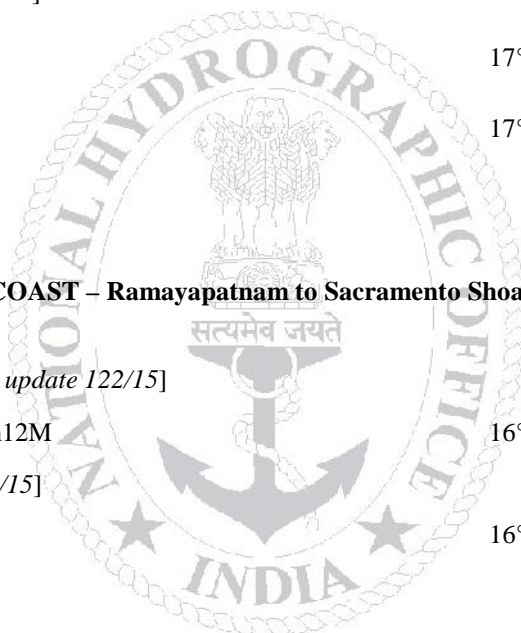 17°
NATIONAL HYDROGRAPHIC OFFICE
17°
COAST – Ramayapatnam to Sacramento Shoa
सत्यमेव जयते
update 122/15]
12M
16°
/15]
16°
INDIA